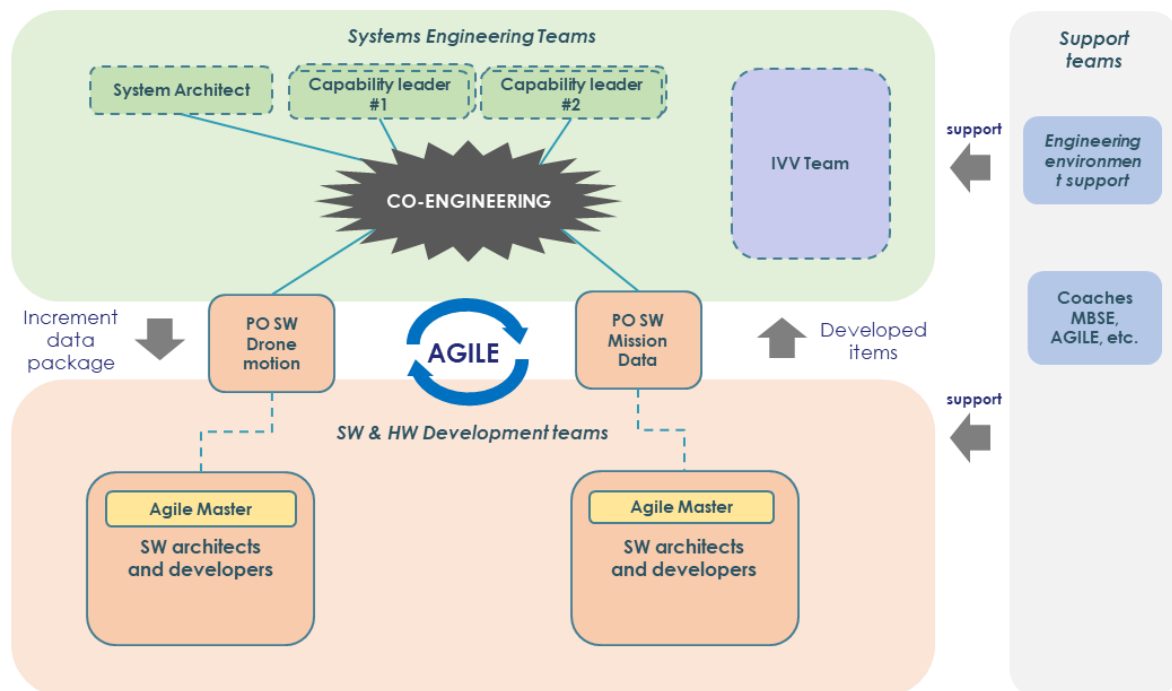 Systems Engineering Teams
Support
teams
System Architect
Capability leader
#1
Capability leader
#2
support
Engineering
environmen
t support
IVV Team
CO-ENGINEERING
Increment
data
package
PO SW
Drone
motion
AGILE
PO SW
Mission
Data
Developed
items
Coaches
MBSE,
AGILE, etc.
support
SW & HW Development teams
Agile Master
SW architects
and developers
Agile Master
SW architects
and developers